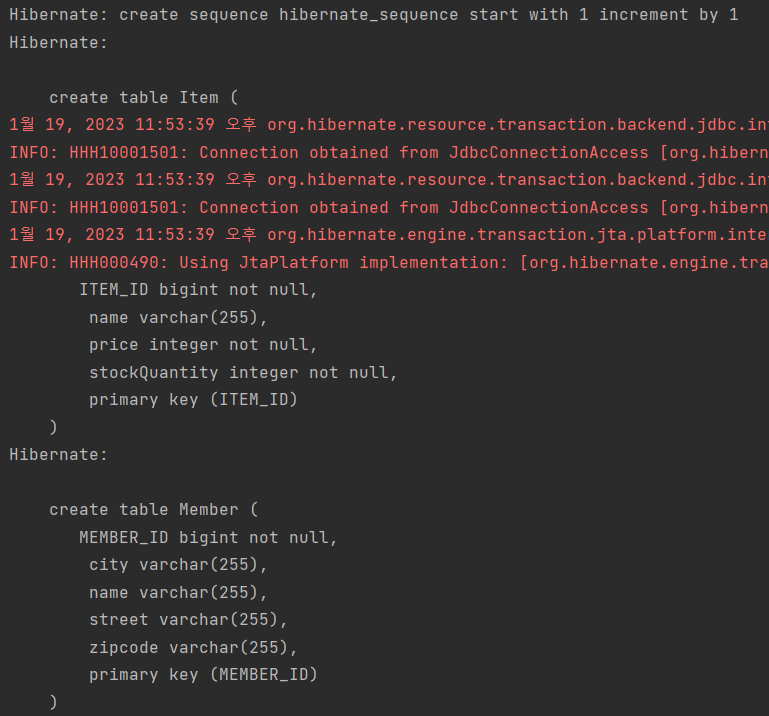 Hibernate: create sequence hibernate_sequence start with 1 increment by 1
Hibernate:
create table Item (
1월 19, 2023 11:53:39 오후 org.hibernate.resource.transaction.backend.jdbc.in
INFO: HHH10001501: Connection obtained from JdbcConnectionAccess [org.hibern
1월 19, 2023 11:53:39 오후 org.hibernate.resource.transaction.backend.jdbc.in
INFO: HHH10001501: Connection obtained from JdbcConnectionAccess [org.hibern
1월 19, 2023 11:53:39 오후 org.hibernate.engine.transaction.jta.platform.inte
INFO: HHH000490: Using JtaPlatform implementation: [org.hibernate.engine.tra
ITEM_ID bigint not null,
name varchar(255),
price integer not null,
stockQuantity integer not null,
primary key (ITEM_ID)
)
Hibernate:
create table Member (
MEMBER_ID bigint not null,
city varchar(255),
name varchar(255),
street varchar(255),
zipcode varchar(255),
primary key (MEMBER_ID)
)